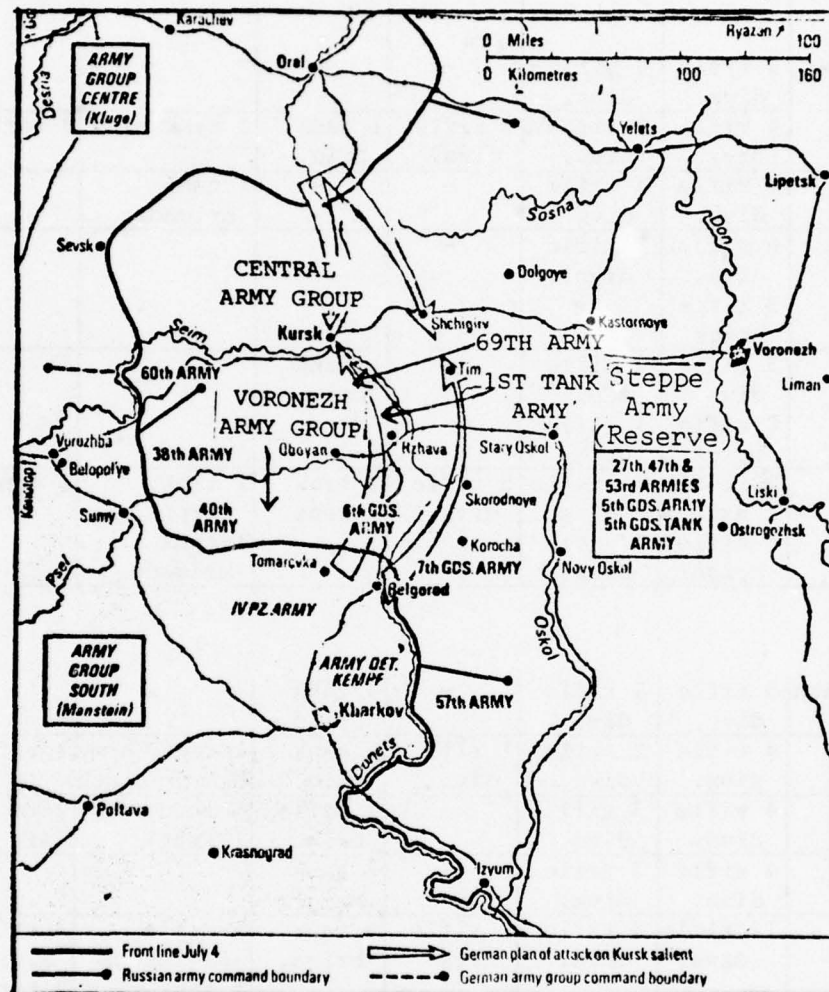 Karachev
Ryazan
ARMY
GROUP
CENTRE
(Kluge)
Desna
Orel
0 Miles 100
0 Kilometres 100 160
Yelets
Lipetsk
Sosna
Don
Sevsk
Dolgoye
CENTRAL
ARMY GROUP
Seim
Kursk
Shchigirv
Kastornoye
69TH ARMY
Voronezh
60th ARMY
Tim
1ST TANK
ARMY
Steppe
Army
(Reserve)
Liman
VORONEZH
ARMY GROUP
Vorozhba
38th ARMY
Oboyan
Rzhava
Stary Oskol
27th, 47th &
53rd ARMIES
5th GDS. ARMY
5th GDS. TANK
ARMY
Belopol'ye
Konotop
Skorodnoye
Liski
Sumy
40th
ARMY
6th GDS.
ARMY
Ostrogozhsk
Psel
Korocha
Tomarovka
7th GDS. ARMY
Novy Oskol
Belgorod
IV PZ. ARMY
Oskol
ARMY
GROUP
SOUTH
(Manstein)
ARMY DET.
KEMPF
57th ARMY
Kharkov
Donets
Poltava
Krasnograd
Izyum
Front line July 4
German plan of attack on Kursk salient
Russian army command boundary
German army group command boundary